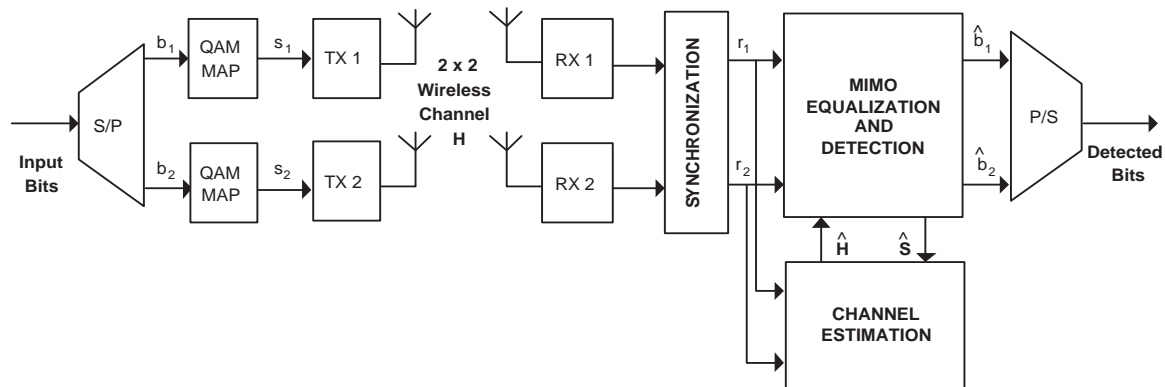 S/P
Input
Bits
b1
b2
QAM
MAP
QAM
MAP
s1
s2
TX 1
TX 2
2 x 2
Wireless
Channel
H
RX 1
RX 2
SYNCHRONIZATION
r1
r2
MIMO
EQUALIZATION
AND
DETECTION
Ĥ
Ŝ
CHANNEL
ESTIMATION
b̂1
b̂2
P/S
Detected
Bits